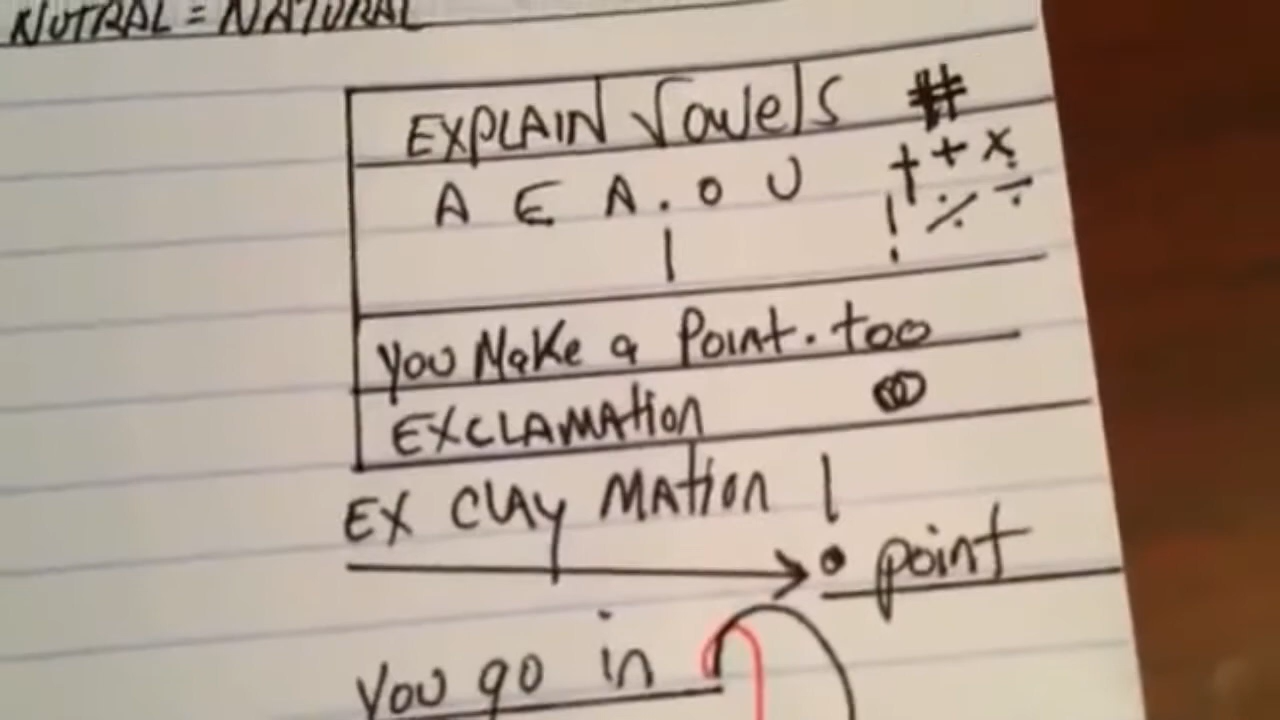 NUTRAL = NATURAL
EXPLAIN Vowels #
A E A . O U † + x
| ! ٪ ÷
you Make a Point. too
EXCLAMATION
EX CLAY MATION !
point
You go in